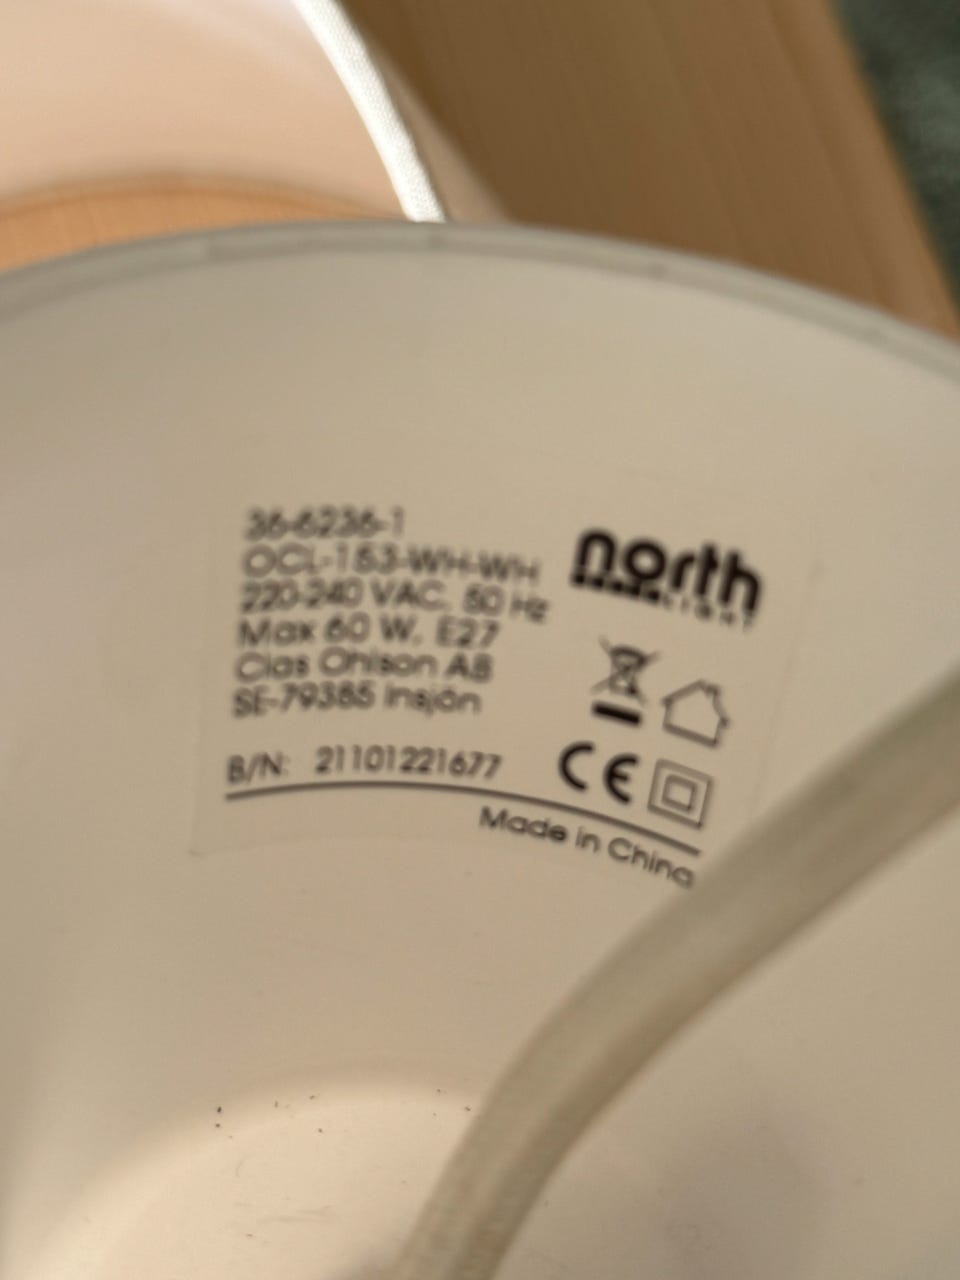 36-6236-1
OCL-153-WH-WH
220-240 VAC, 50 Hz
Max 60 W, E27
Clas Ohlson AB
SE-79385 Insjön
B/N: 21101221677
north
LIGHT
CE
Made in China